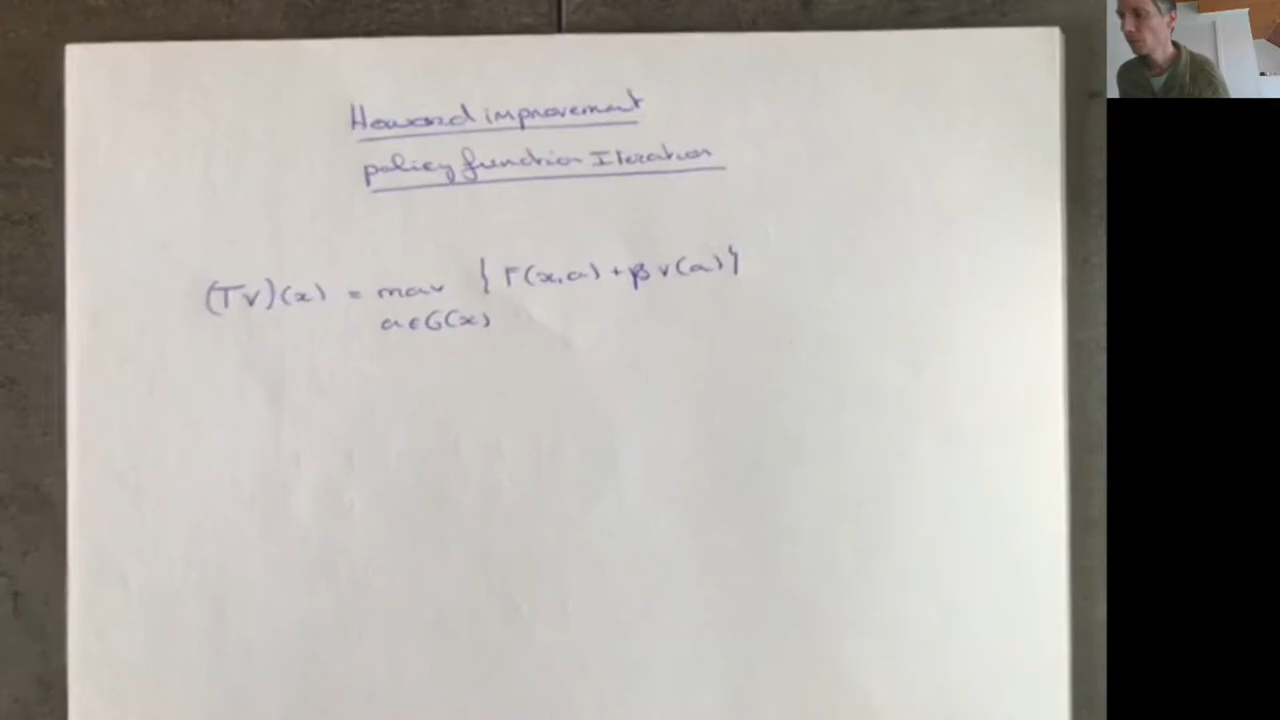 Howard improvement
policy function Iteration
(Tv)(x) = max { F(x,a) + β v(a) }
a ∈ G(x)